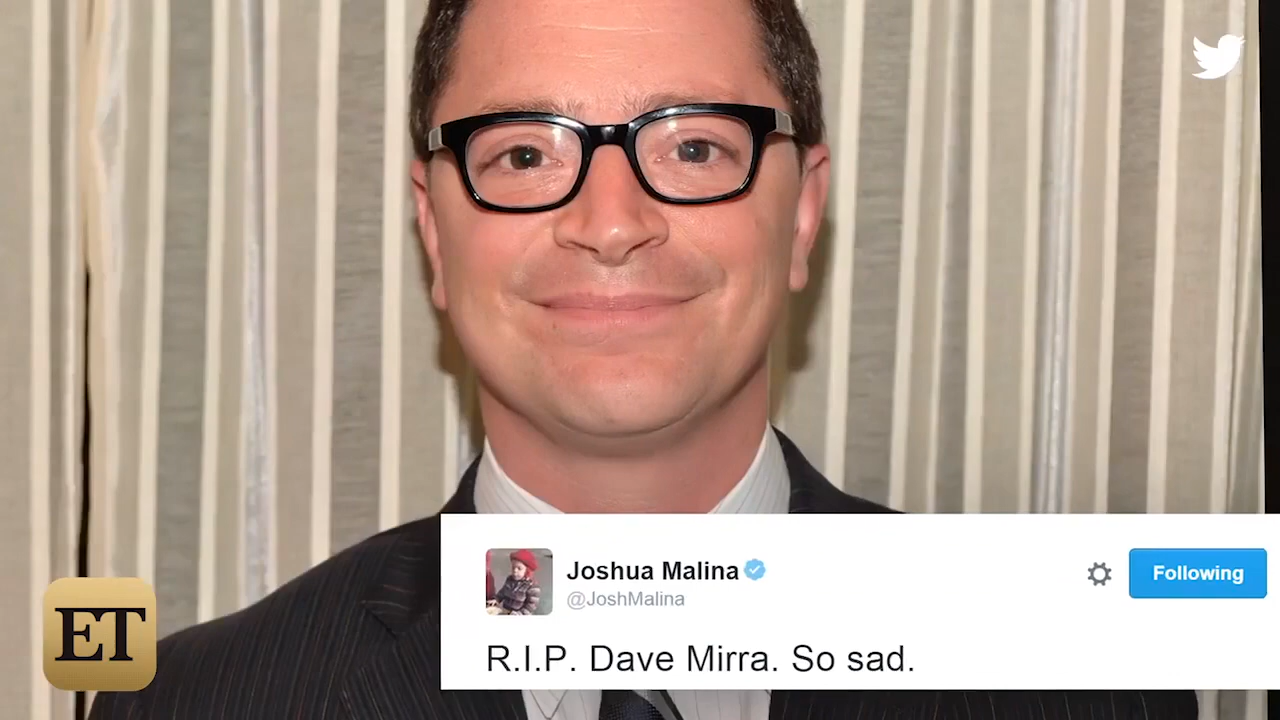 Joshua Malina
@JoshMalina
Following
R.I.P. Dave Mirra. So sad.
ET